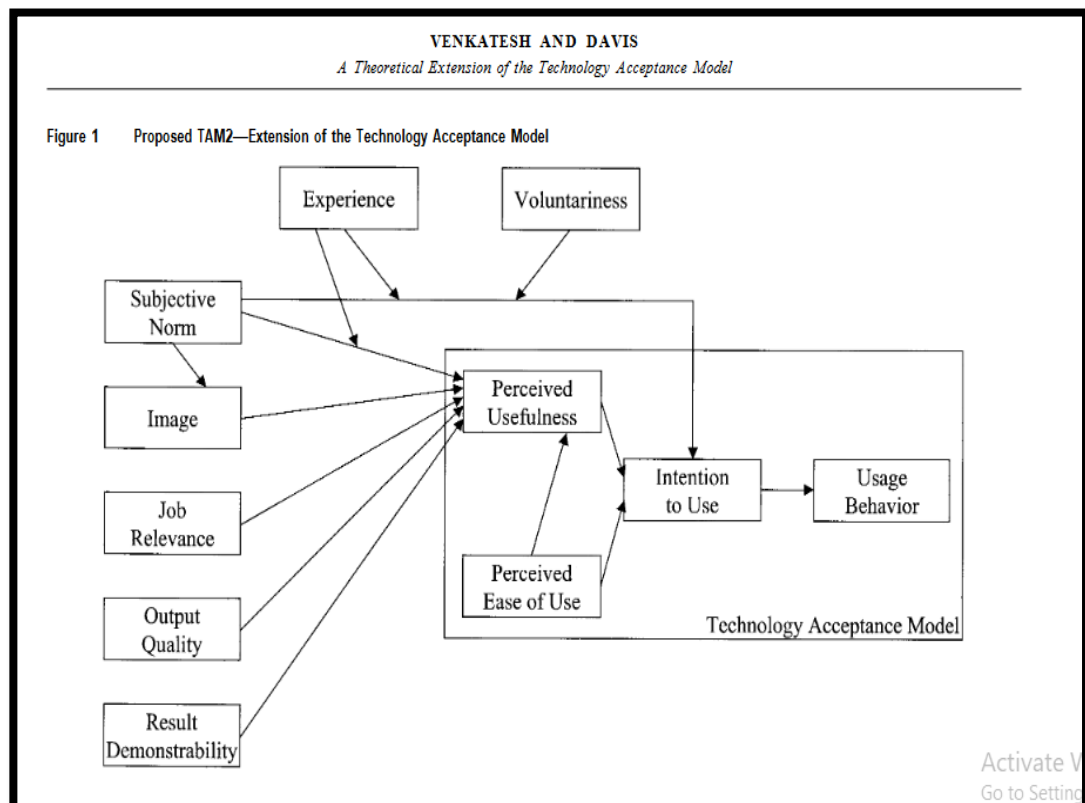 VENKATESH AND DAVIS
A Theoretical Extension of the Technology Acceptance Model
Figure 1 Proposed TAM2—Extension of the Technology Acceptance Model
Experience
Voluntariness
Subjective
Norm
Image
Job
Relevance
Output
Quality
Result
Demonstrability
Perceived
Usefulness
Perceived
Ease of Use
Intention
to Use
Usage
Behavior
Technology Acceptance Model
Activate
Go to Setting